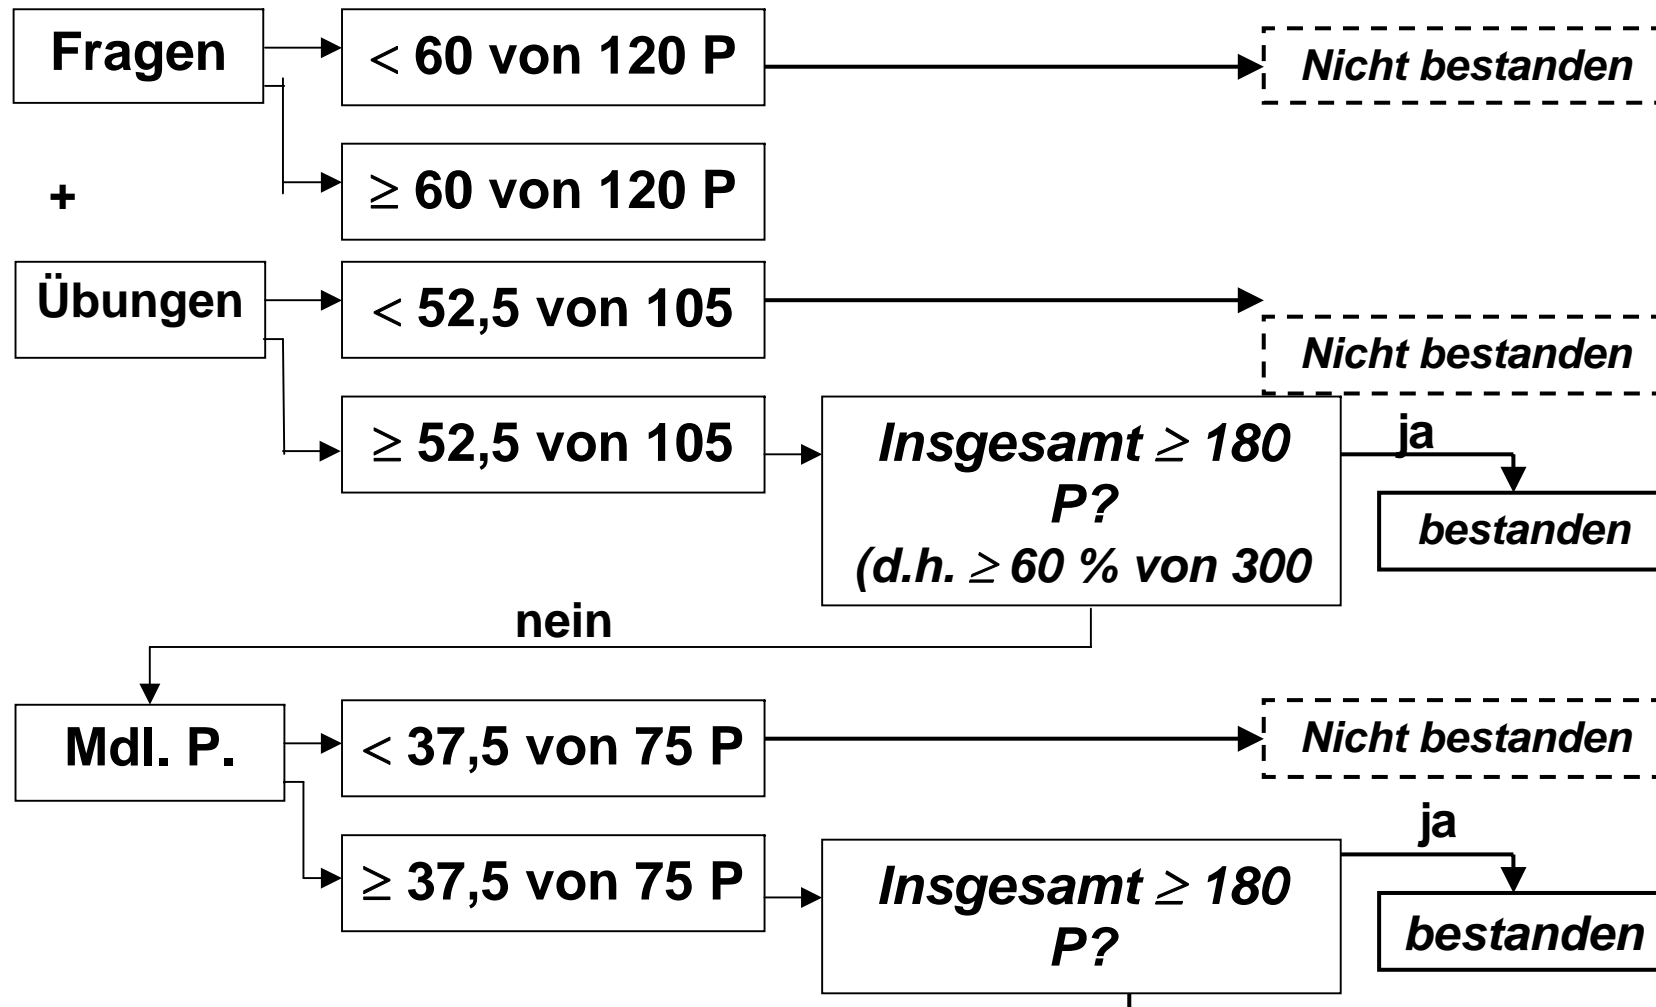 Fragen
< 60 von 120 P
Nicht bestanden
≥ 60 von 120 P
+
Übungen
< 52,5 von 105
Nicht bestanden
≥ 52,5 von 105
Insgesamt ≥ 180
P?
(d.h. ≥ 60 % von 300
ja
bestanden
nein
Mdl. P.
< 37,5 von 75 P
Nicht bestanden
≥ 37,5 von 75 P
Insgesamt ≥ 180
P?
ja
bestanden